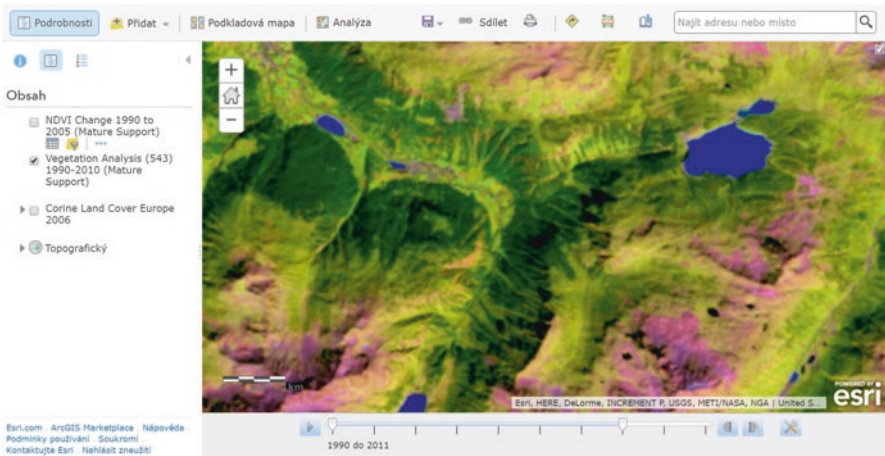 Podrobnosti
Přidat
Podkladová mapa
Analýza
Sdílet
Najít adresu nebo místo
Obsah
NDVI Change 1990 to
2005 (Mature Support)
Vegetation Analysis (543)
1990-2010 (Mature
Support)
Corine Land Cover Europe
2006
Topografický
+
−
km
Esri, HERE, DeLorme, INCREMENT P, USGS, METI/NASA, NGA | United S...
POWERED BY
esri
Esri.com . ArcGIS Marketplace . Nápověda .
Podmínky používání . Soukromí .
Kontaktujte Esri . Nahlásit zneužití
1990 do 2011